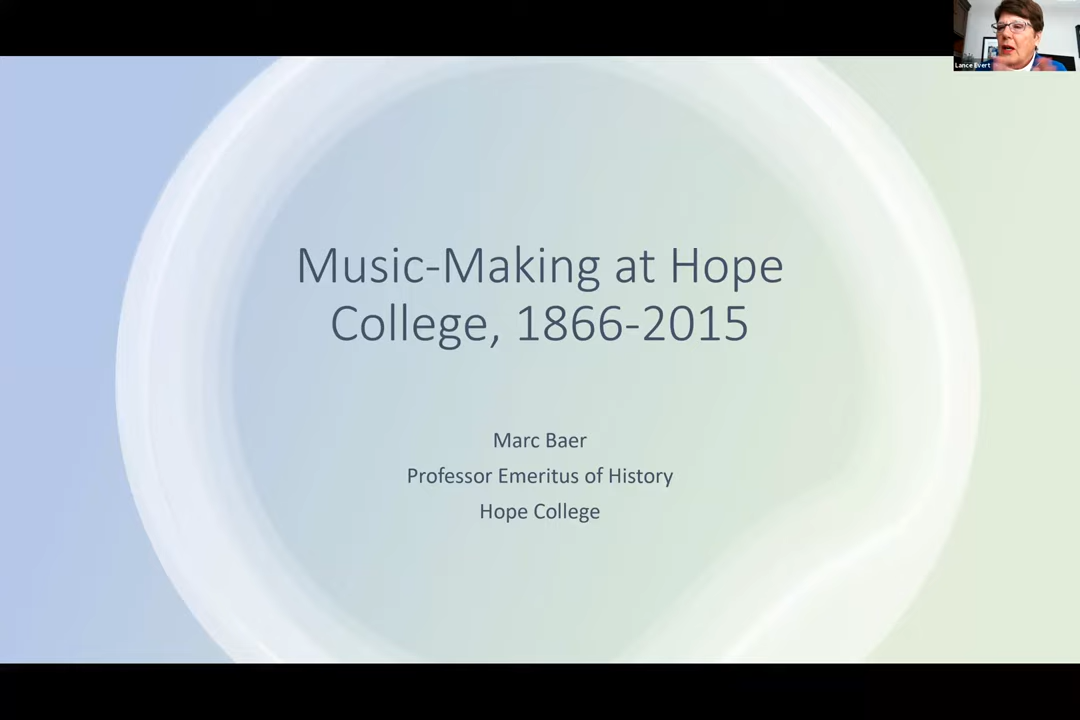 Lance Evert
Music-Making at Hope
College, 1866-2015
Marc Baer
Professor Emeritus of History
Hope College